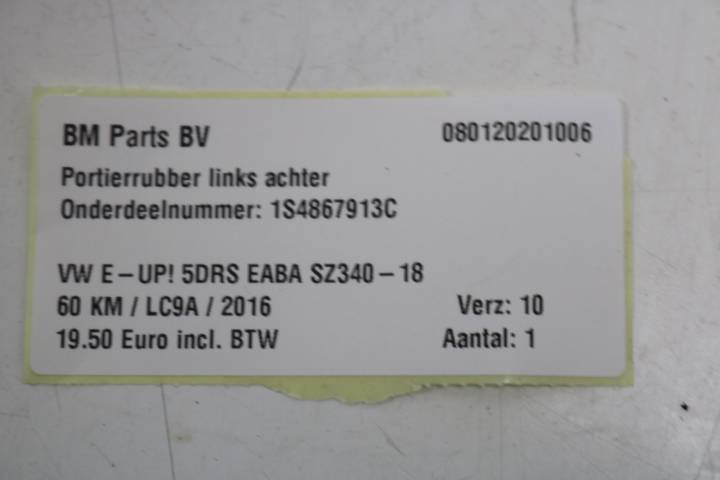 BM Parts BV 080120201006
Portierrubber links achter
Onderdeelnummer: 1S4867913C
VW E-UP! 5DRS EABA SZ340-18
60 KM / LC9A / 2016 Verz: 10
19.50 Euro incl. BTW Aantal: 1